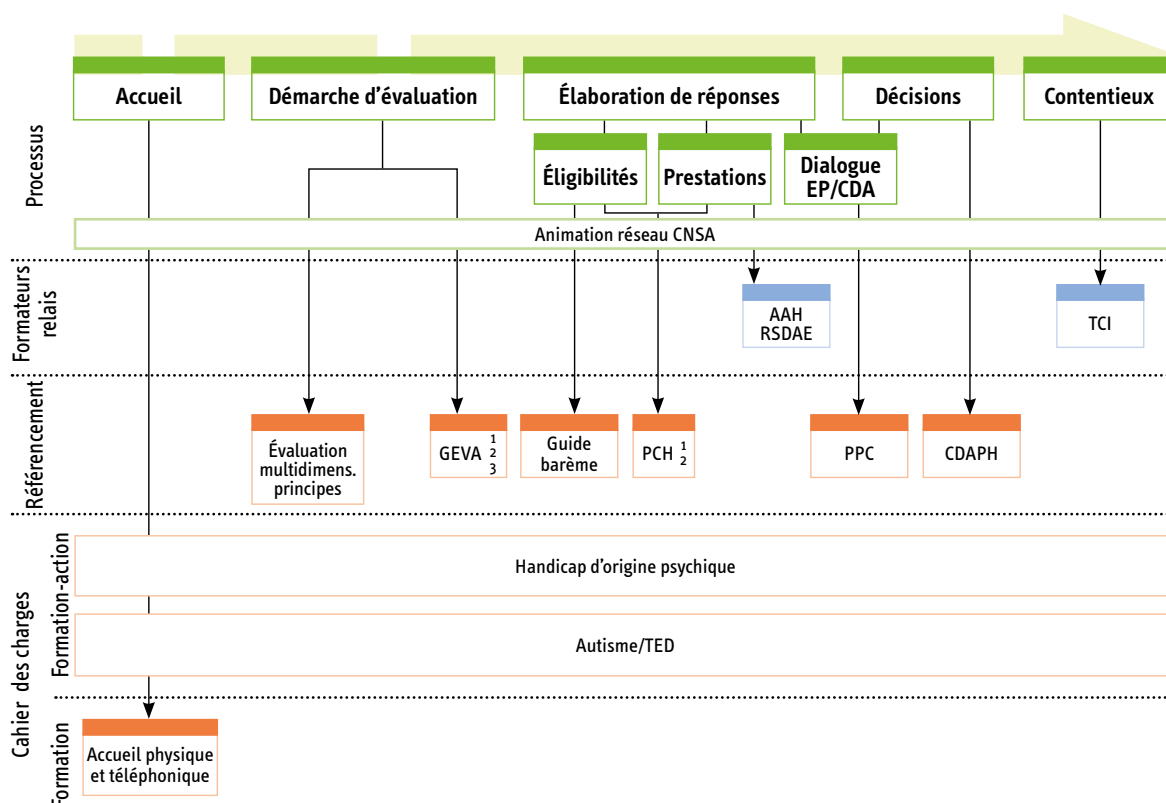 Accueil
Démarche d'évaluation
Élaboration de réponses
Décisions
Contentieux
Processus
Éligibilités
Prestations
Dialogue
EP/CDA
Animation réseau CNSA
Formateurs
relais
AAH
RSDAE
TCI
Référencement
Évaluation
multidimens.
principes
GEVA 1
2
3
Guide
barème
PCH 1
2
PPC
CDAPH
Cahier des charges
Formation-action
Handicap d'origine psychique
Autisme/TED
Formation
Accueil physique
et téléphonique